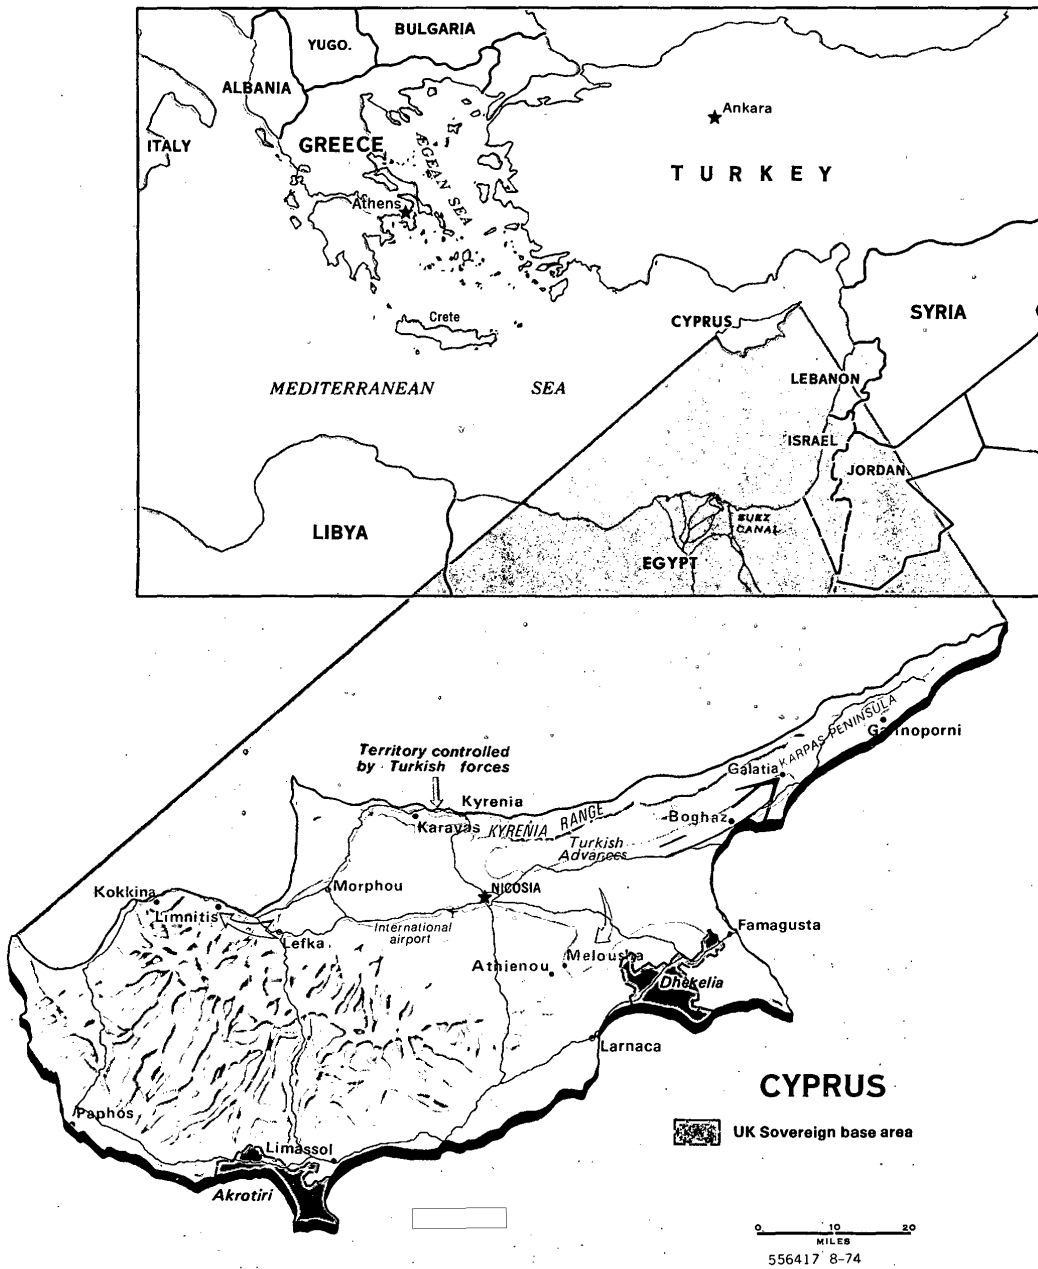 BULGARIA
YUGO.
ALBANIA
Ankara
ITALY
GREECE
ÆGEAN SEA
TURKEY
Athens
CYPRUS
SYRIA
Crete
LEBANON
MEDITERRANEAN SEA
ISRAEL
JORDAN
SUEZ
CANAL
LIBYA
EGYPT
KARPAS PENINSULA
Territory controlled
by Turkish forces
Galatia
Kyrenia
KYRENIA RANGE
Boghaz
Karavas
Turkish
Advances
Kokkina
Morphou
NICOSIA
Limnitis
International
airport
Famagusta
Lefka
Melousha
Athienou
Dhekelia
Larnaca
CYPRUS
Paphos
UK Sovereign base area
Limassol
Akrotiri
0 10 20
MILES
556417 8-74